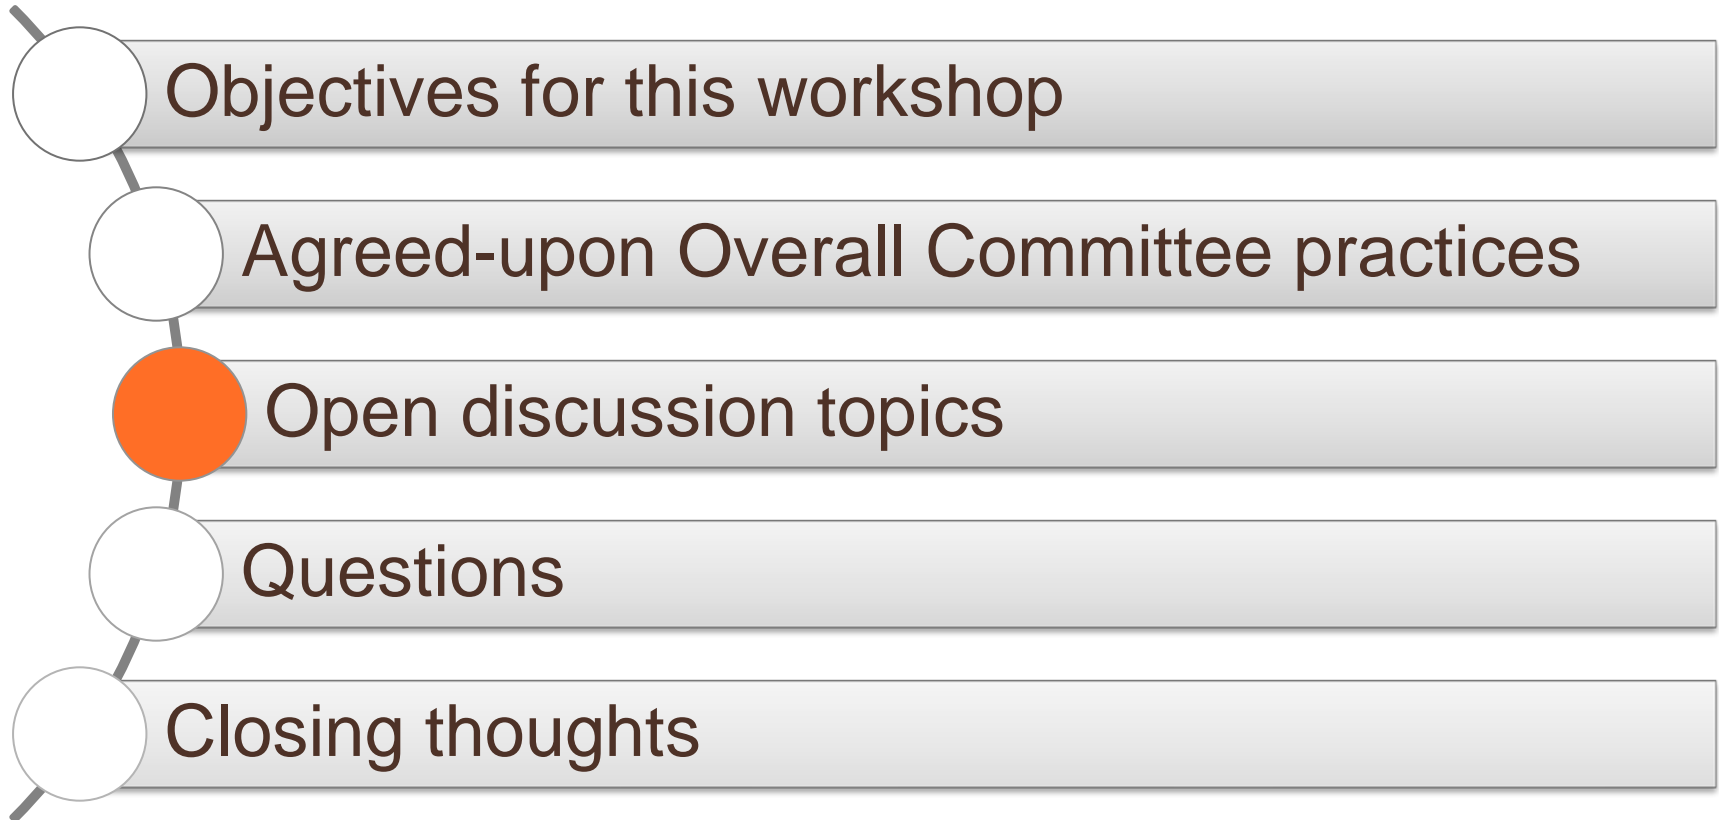 Objectives for this workshop
Agreed-upon Overall Committee practices
Open discussion topics
Questions
Closing thoughts